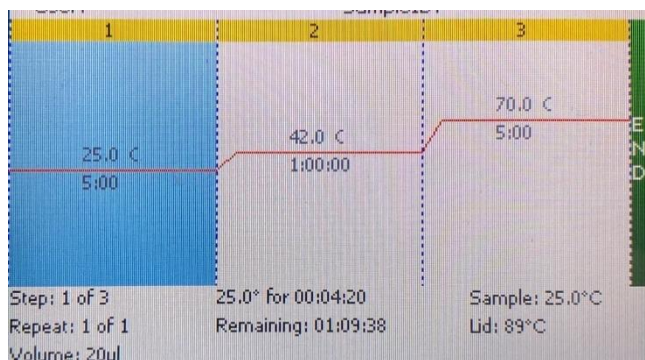 1 2 3
25.0 C
5:00
42.0 C
1:00:00
70.0 C
5:00
END
Step: 1 of 3 25.0° for 00:04:20 Sample: 25.0°C
Repeat: 1 of 1 Remaining: 01:09:38 Lid: 89°C
Volume: 20ul